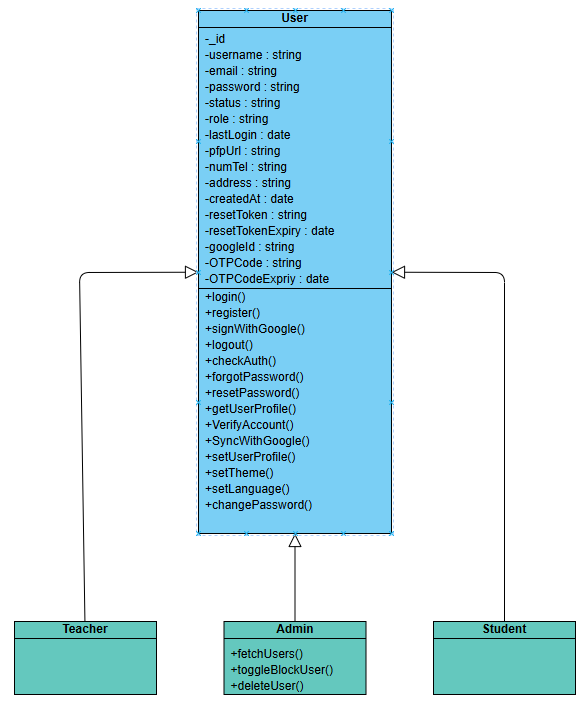 User
-_id
-username : string
-email : string
-password : string
-status : string
-role : string
-lastLogin : date
-pfpUrl : string
-numTel : string
-address : string
-createdAt : date
-resetToken : string
-resetTokenExpiry : date
-googleId : string
-OTPCode : string
-OTPCodeExpriy : date
+login()
+register()
+signWithGoogle()
+logout()
+checkAuth()
+forgotPassword()
+resetPassword()
+getUserProfile()
+VerifyAccount()
+SyncWithGoogle()
+setUserProfile()
+setTheme()
+setLanguage()
+changePassword()
Teacher
Admin
+fetchUsers()
+toggleBlockUser()
+deleteUser()
Student